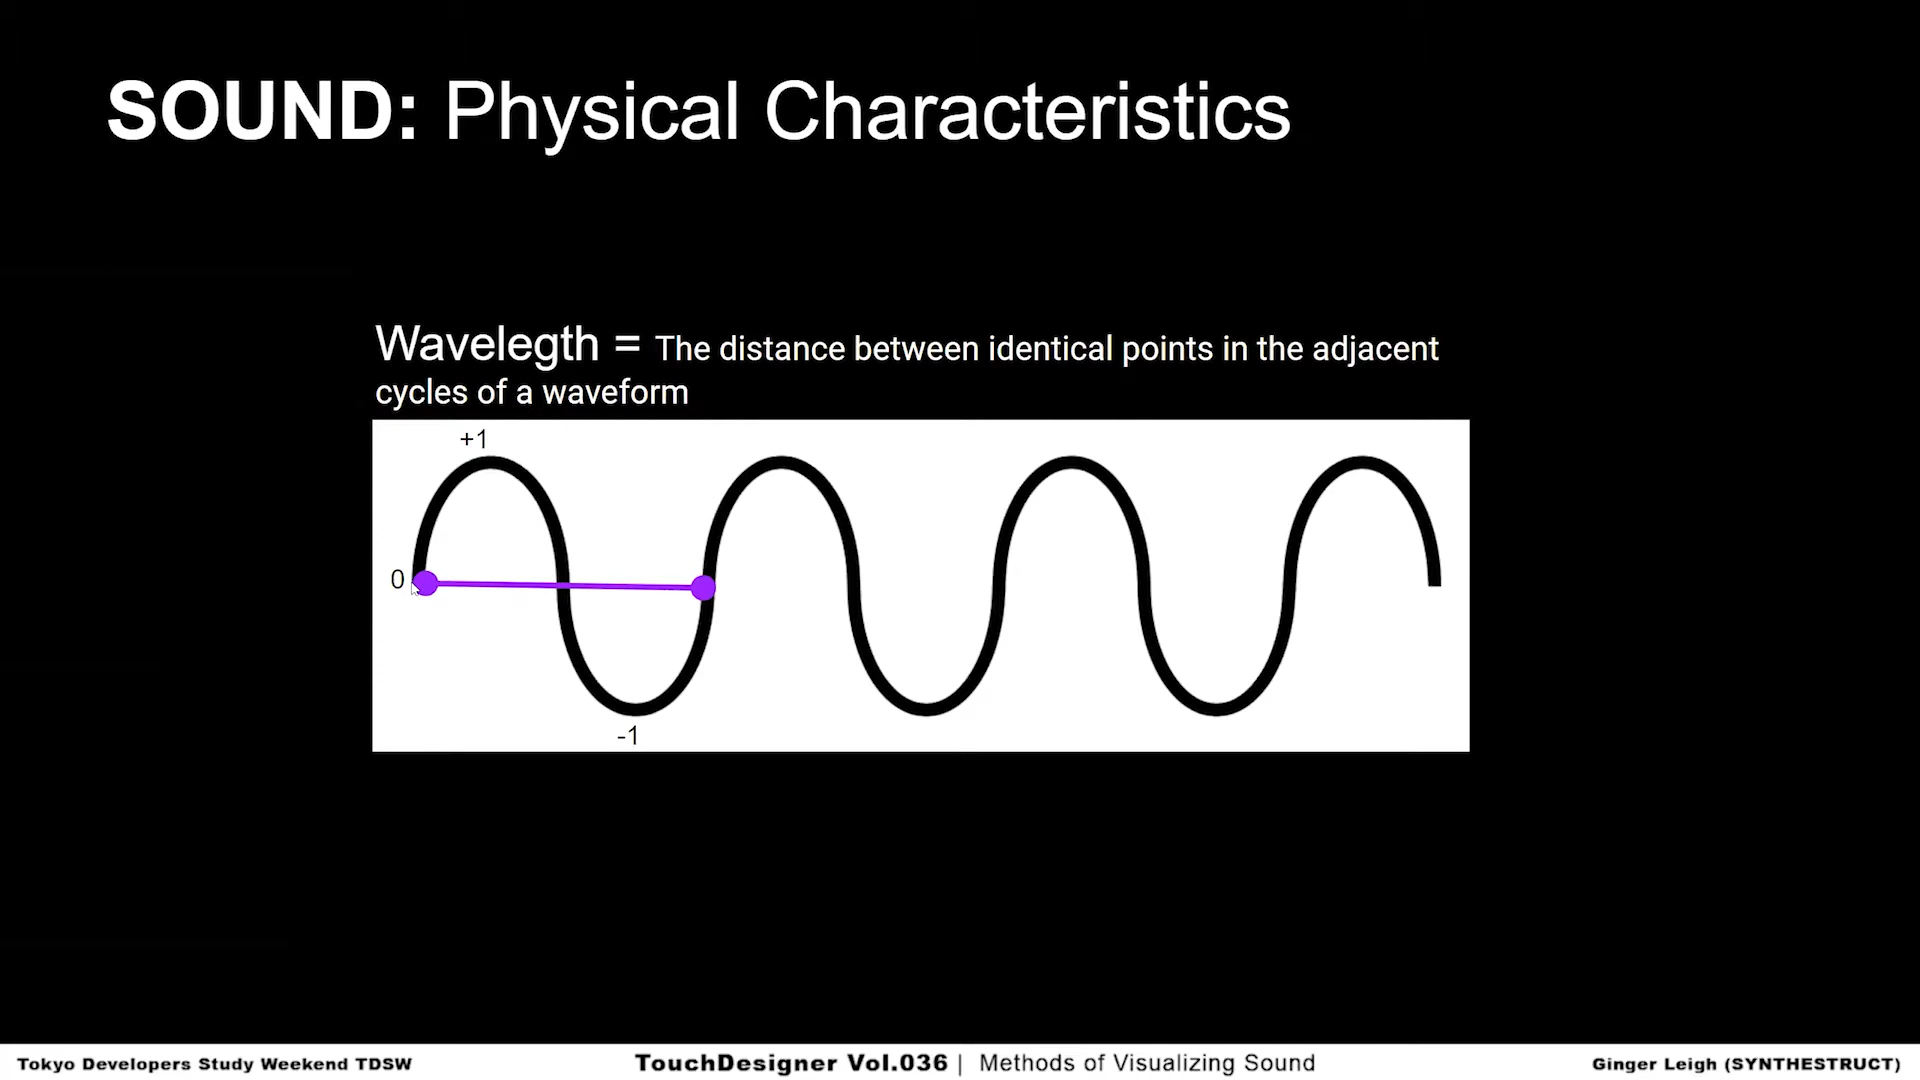 SOUND: Physical Characteristics
Wavelegth = The distance between identical points in the adjacent
cycles of a waveform
+1
0
-1
Tokyo Developers Study Weekend TDSW
TouchDesigner Vol.036 | Methods of Visualizing Sound
Ginger Leigh (SYNTHESTRUCT)